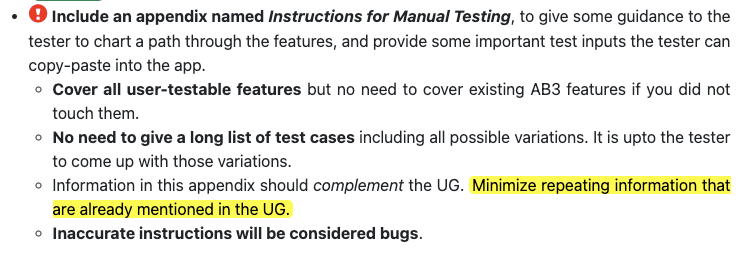 Include an appendix named Instructions for Manual Testing, to give some guidance to the
tester to chart a path through the features, and provide some important test inputs the tester can
copy-paste into the app.
Cover all user-testable features but no need to cover existing AB3 features if you did not
touch them.
No need to give a long list of test cases including all possible variations. It is upto the tester
to come up with those variations.
Information in this appendix should complement the UG. Minimize repeating information that
are already mentioned in the UG.
Inaccurate instructions will be considered bugs.